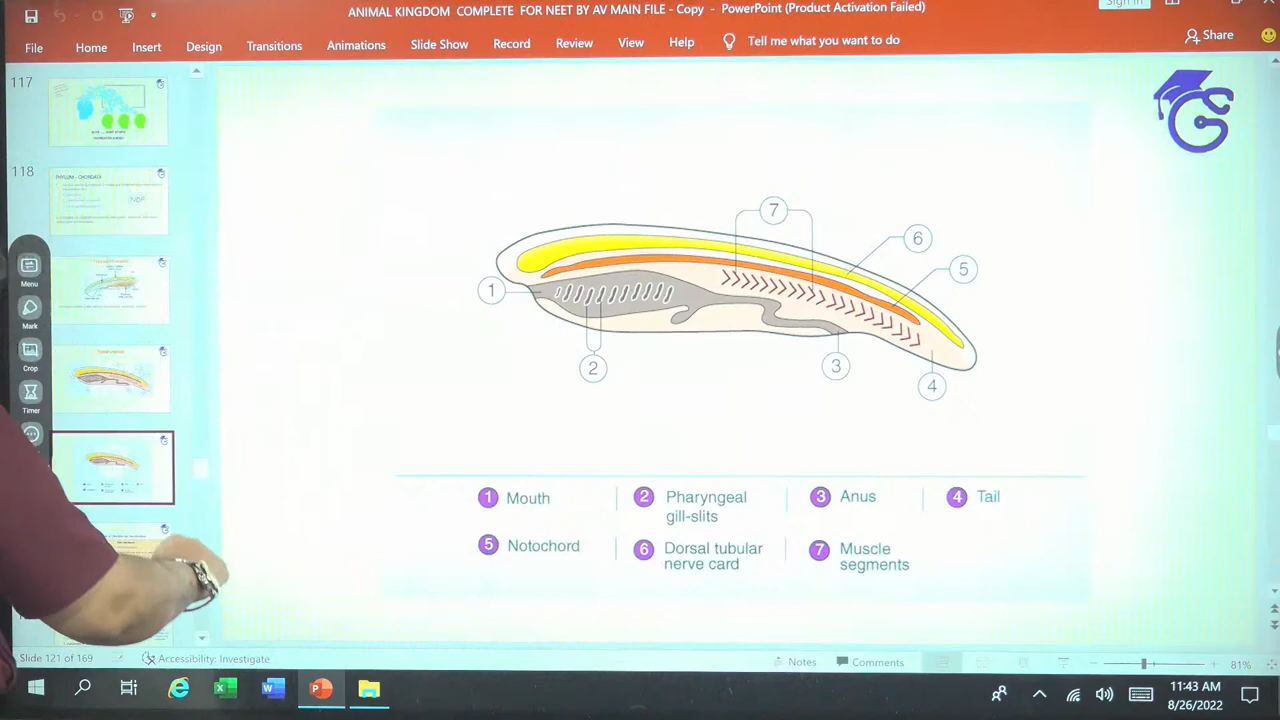 ANIMAL KINGDOM COMPLETE FOR NEET BY AV MAIN FILE - Copy - PowerPoint (Product Activation Failed)
Sign in
File Home Insert Design Transitions Animations Slide Show Record Review View Help Tell me what you want to do Share
117
118
PHYLUM - CHORDATA
Menu
Mark
Crop
Timer
7
6
5
1
2
3
4
1 Mouth
2 Pharyngeal
gill-slits
3 Anus
4 Tail
5 Notochord
6 Dorsal tubular
nerve card
7 Muscle
segments
Slide 121 of 169 Accessibility: Investigate Notes Comments 81%
11:43 AM
8/26/2022